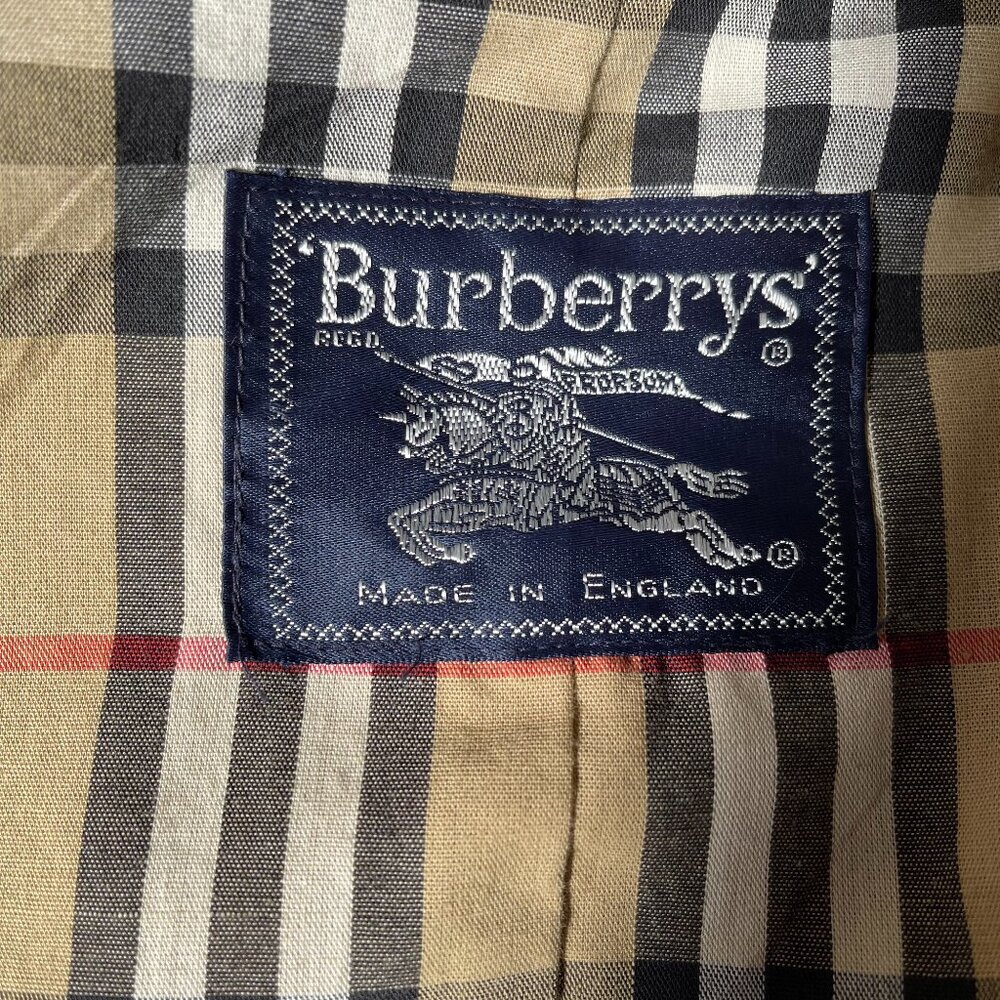 'Burberrys'
REGD. ®
PRORSUM
B
®
MADE IN ENGLAND